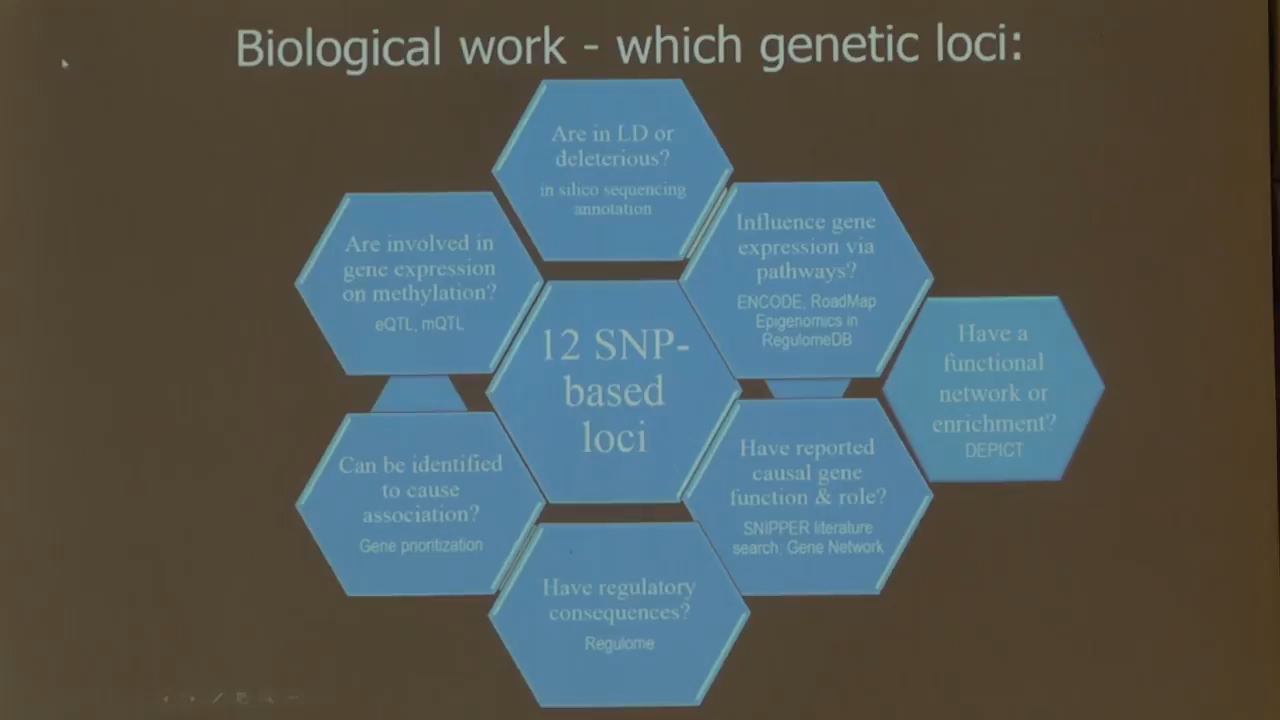 Biological work - which genetic loci:
Are in LD or
deleterious?
in silico sequencing
annotation
Influence gene
expression via
pathways?
ENCODE, RoadMap
Epigenomics in
RegulomeDB
Have a
functional
network or
enrichment?
DEPICT
Have reported
causal gene
function & role?
SNIPPER literature
search, Gene Network
Have regulatory
consequences?
Regulome
Can be identified
to cause
association?
Gene prioritization
Are involved in
gene expression
on methylation?
eQTL, mQTL
12 SNP-
based
loci